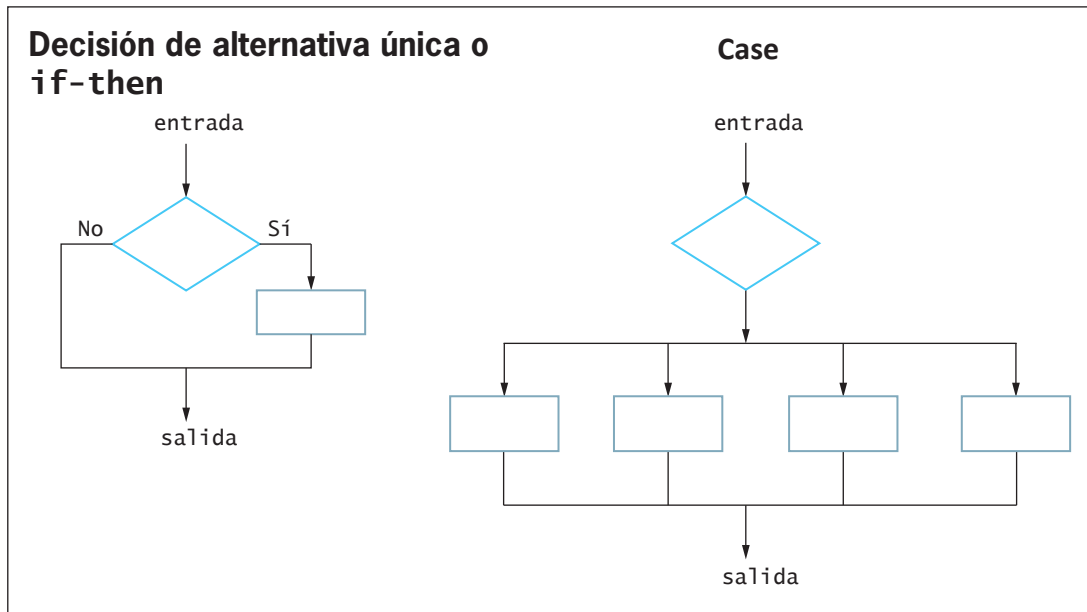 Decisión de alternativa única o
if-then
entrada
No
Sí
salida
Case
entrada
salida